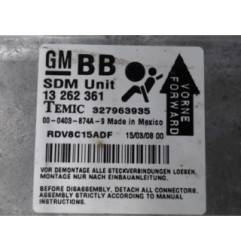 GM BB
SDM Unit
13 262 361
TEMIC 327963935
00-0403-874A-9 Made in Mexico
RDV8C15ADF 15/03/08 00
VORNE
FORWARD
VOR DEMONTAGE ALLE STECKVERBINDUNGEN LOESEN,
MONTAGE NUR NACH EINBAUANLEITUNG.
BEFORE DISASSEMBLY, DETACH ALL CONNECTORS.
ASSEMBLY STRICTLY ACCORDING TO MANUAL
INSTRUCTIONS.